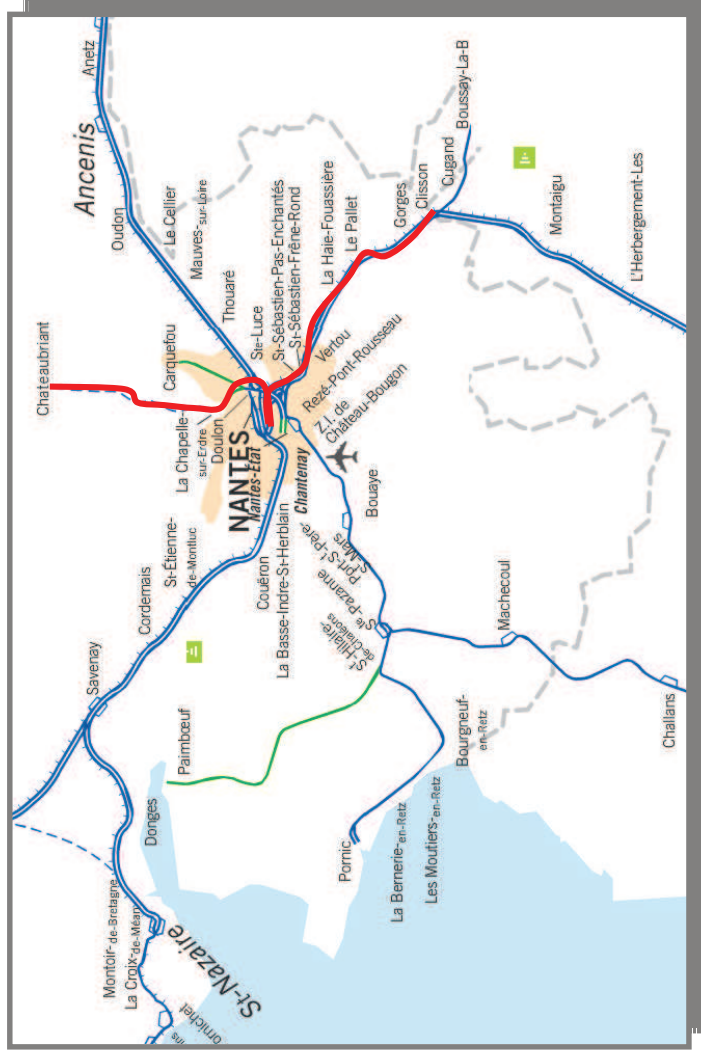 Chateaubriant
Ancenis
Anetz
Oudon
Le Cellier
Mauves-sur-Loire
Thouaré
Ste-Luce
Carquefou
La Chapelle-
sur-Erdre
Doulon
NANTES
Nantes-État
Chantenay
St-Sébastien-Pas-Enchantés
St-Sébastien-Frêne-Rond
Vertou
La Haie-Fouassière
Le Pallet
Gorges
Clisson
Cugand
Boussay-La-B
Montaigu
L'Herbergement-Les
Rezé-Pont-Rousseau
Z.I. de
Château-Bougon
Bouaye
Port-St-Père-
St-Mars
Ste-Pazanne
St-Hilaire-
de-Chaléons
Machecoul
Challans
Bourgneuf-
en-Retz
Les Moutiers-en-Retz
La Bernerie-en-Retz
Pornic
Paimbœuf
Couëron
La Basse-Indre-St-Herblain
St-Étienne-
de-Montluc
Cordemais
Savenay
Donges
Montoir-de-Bretagne
La Croix-de-Méan
St-Nazaire
ornichet